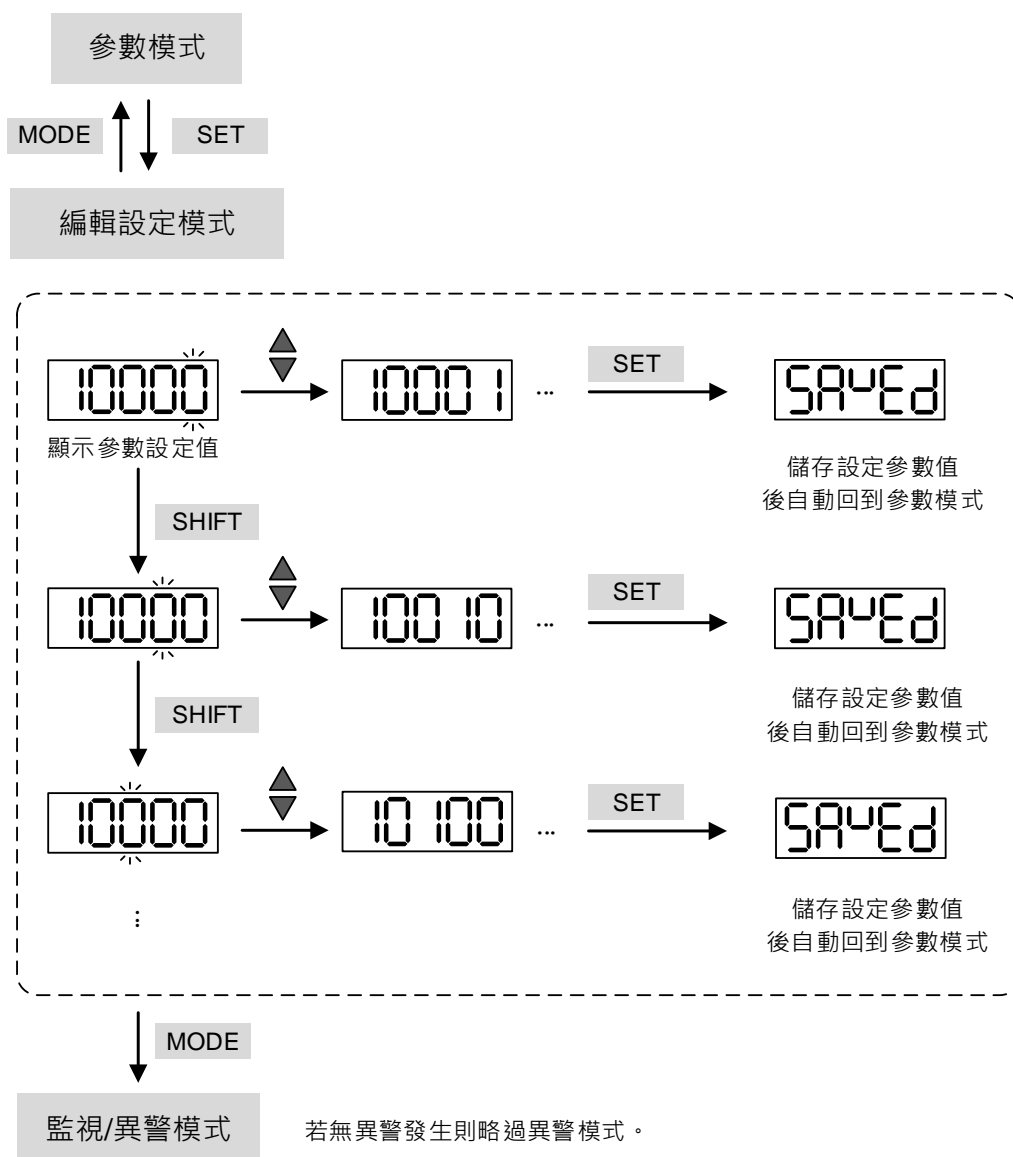 參數模式
MODE
SET
編輯設定模式
10000
10001
...
SET
SAVEd
顯示參數設定值
儲存設定參數值
後自動回到參數模式
SHIFT
10000
10010
...
SET
SAVEd
儲存設定參數值
後自動回到參數模式
SHIFT
10000
10100
...
SET
SAVEd
儲存設定參數值
後自動回到參數模式
⋮
MODE
監視/異警模式
若無異警發生則略過異警模式。